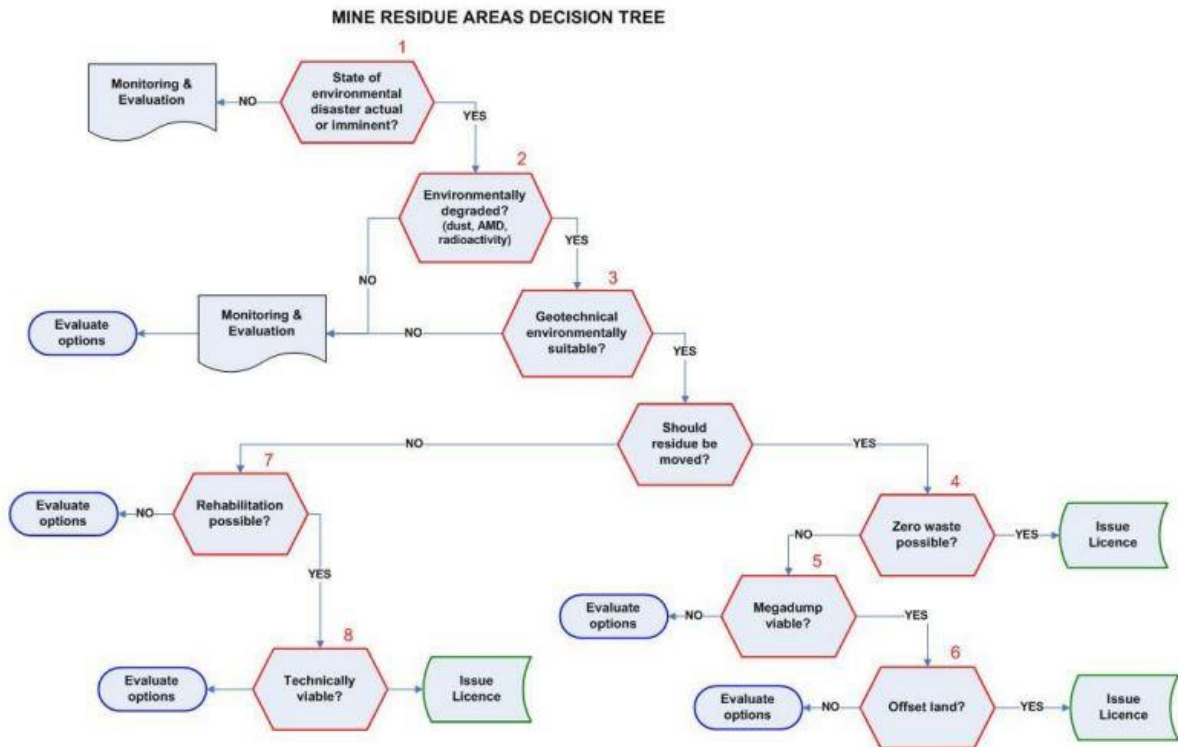 MINE RESIDUE AREAS DECISION TREE
1
Monitoring &
Evaluation
NO
State of
environmental
disaster actual
or imminent?
YES
2
Environmentally
degraded?
(dust, AMD,
radioactivity)
YES
NO
3
Evaluate
options
Monitoring &
Evaluation
NO
Geotechnical
environmentally
suitable?
YES
Should
residue be
moved?
NO
YES
7
4
Evaluate
options
NO
Rehabilitation
possible?
Zero waste
possible?
YES
Issue
Licence
NO
5
YES
Evaluate
options
NO
Megadump
viable?
YES
8
6
Evaluate
options
Technically
viable?
Issue
Licence
Evaluate
options
NO
Offset land?
YES
Issue
Licence